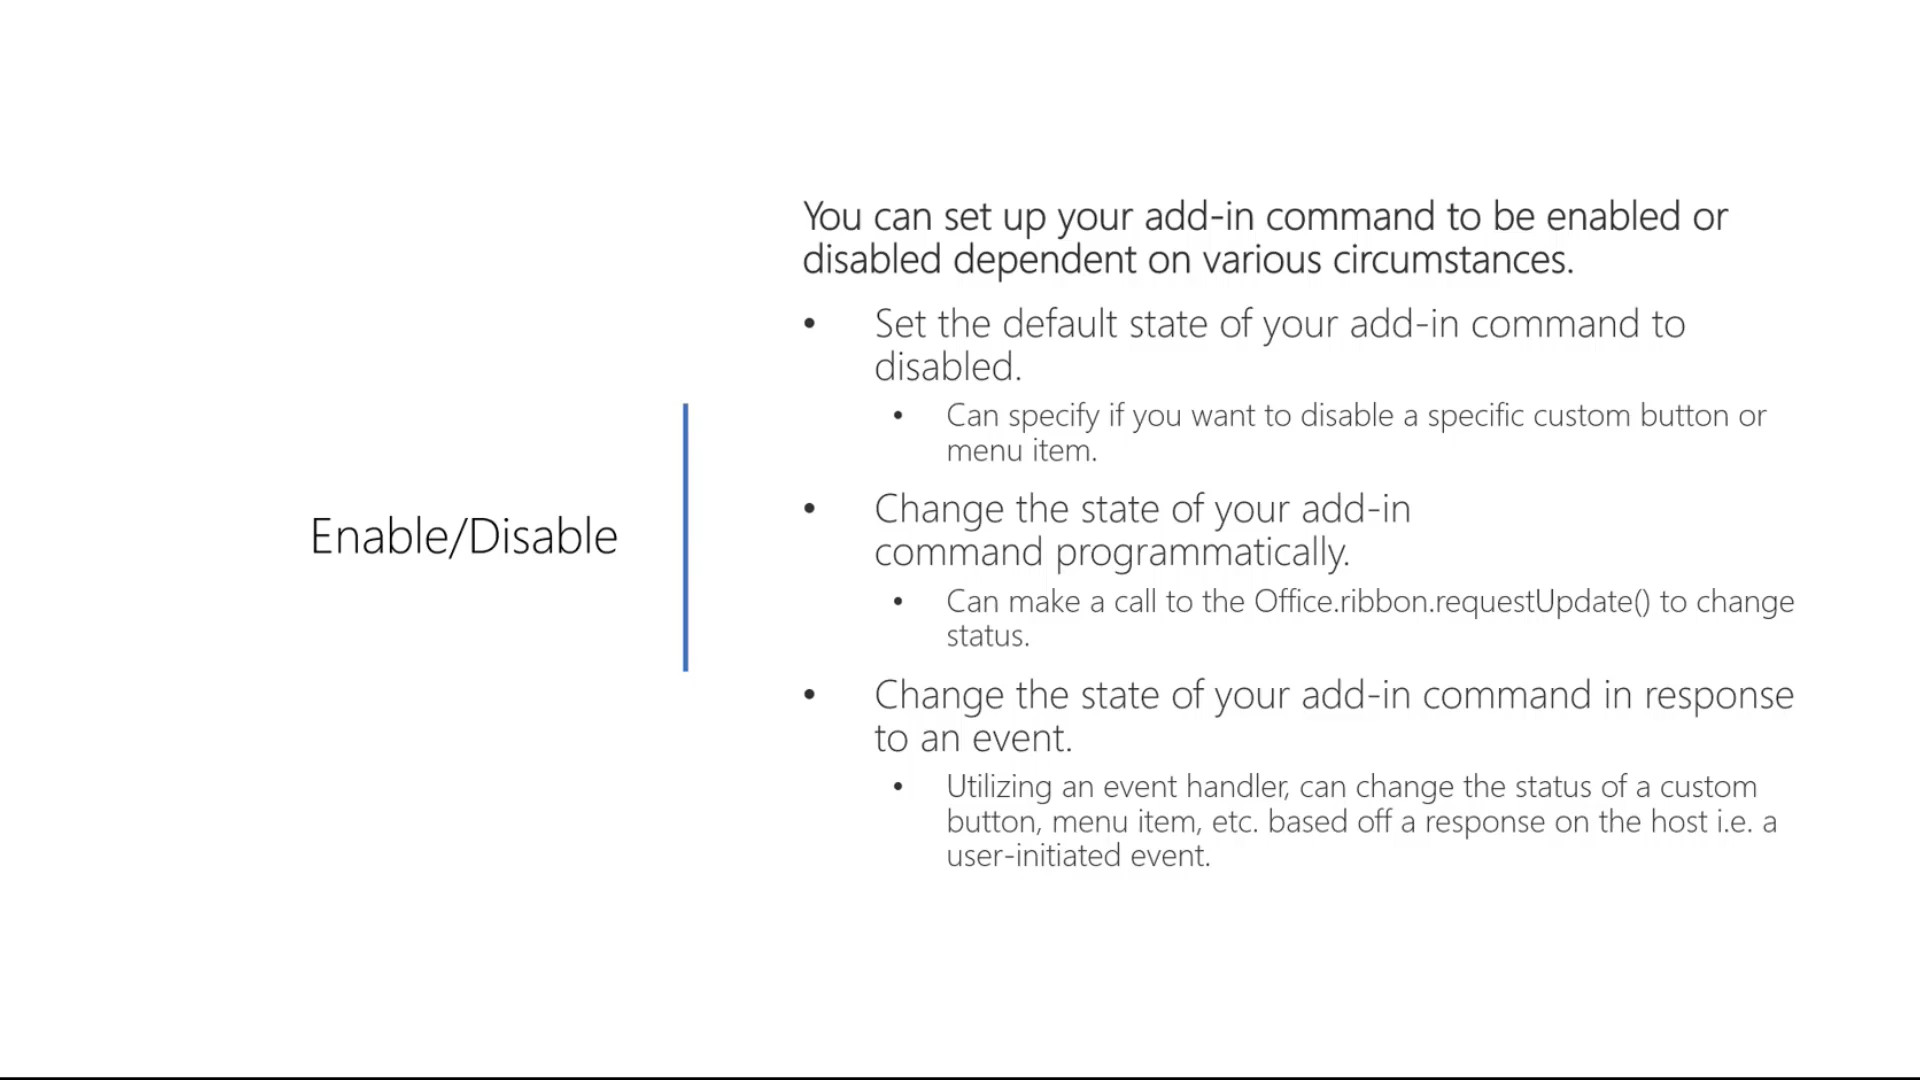 Enable/Disable
You can set up your add-in command to be enabled or
disabled dependent on various circumstances.
• Set the default state of your add-in command to
disabled.
• Can specify if you want to disable a specific custom button or
menu item.
• Change the state of your add-in
command programmatically.
• Can make a call to the Office.ribbon.requestUpdate() to change
status.
• Change the state of your add-in command in response
to an event.
• Utilizing an event handler, can change the status of a custom
button, menu item, etc. based off a response on the host i.e. a
user-initiated event.